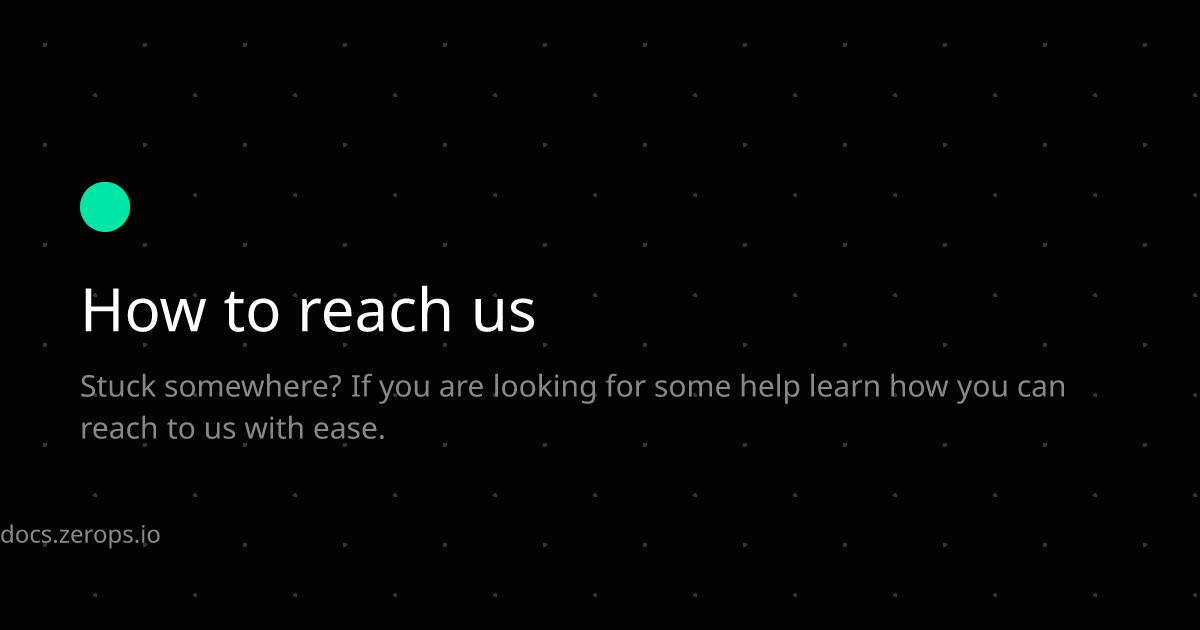 How to reach us
Stuck somewhere? If you are looking for some help learn how you can
reach to us with ease.
docs.zerops.io